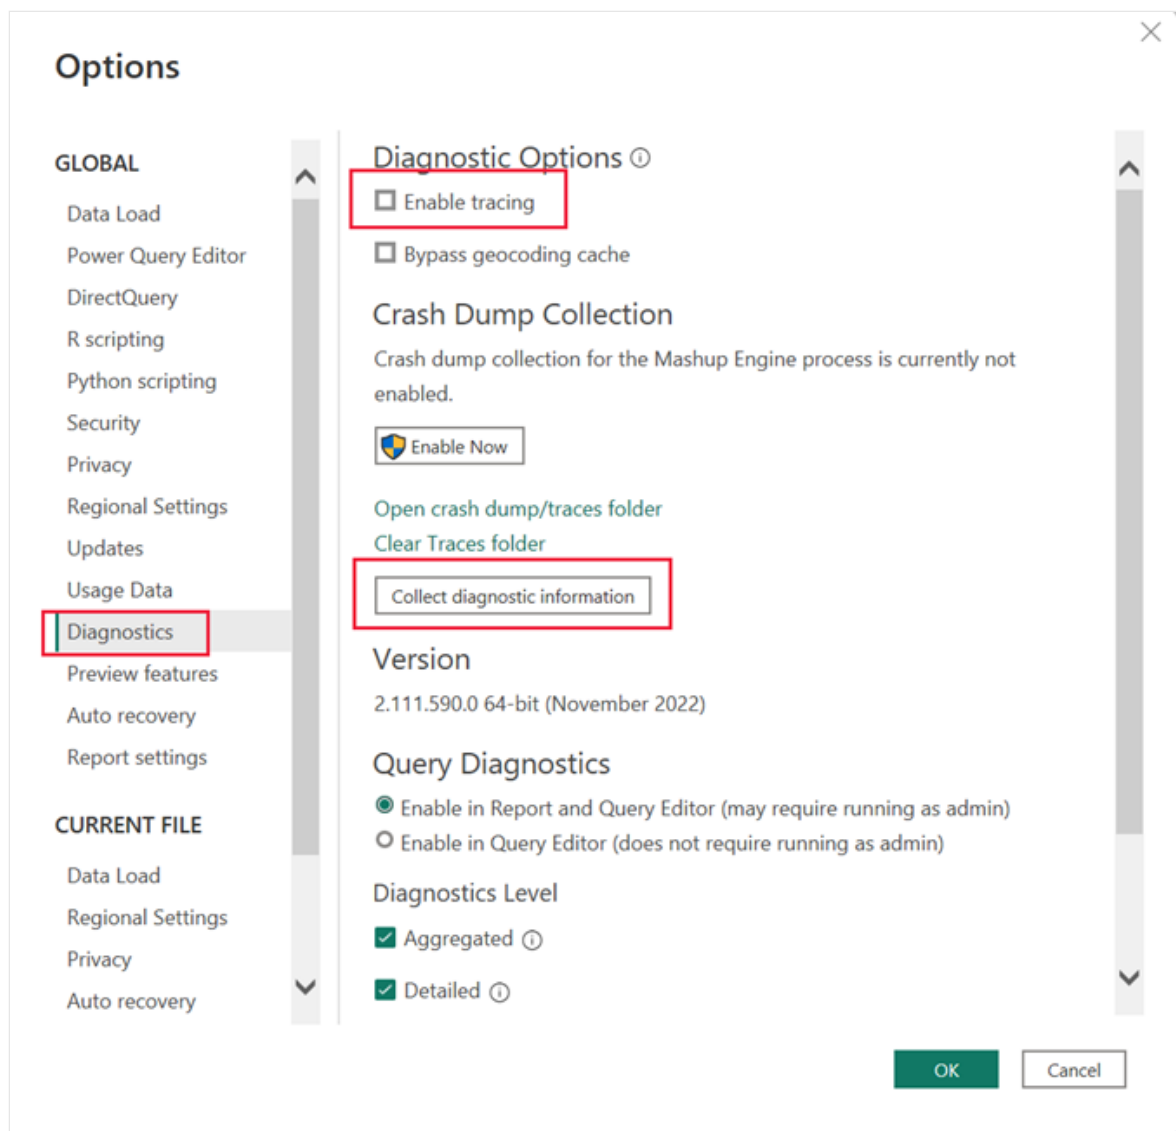 Options
GLOBAL
Data Load
Power Query Editor
DirectQuery
R scripting
Python scripting
Security
Privacy
Regional Settings
Updates
Usage Data
Diagnostics
Preview features
Auto recovery
Report settings
CURRENT FILE
Data Load
Regional Settings
Privacy
Auto recovery
Diagnostic Options
Enable tracing
Bypass geocoding cache
Crash Dump Collection
Crash dump collection for the Mashup Engine process is currently not
enabled.
Enable Now
Open crash dump/traces folder
Clear Traces folder
Collect diagnostic information
Version
2.111.590.0 64-bit (November 2022)
Query Diagnostics
Enable in Report and Query Editor (may require running as admin)
Enable in Query Editor (does not require running as admin)
Diagnostics Level
Aggregated
Detailed
OK
Cancel